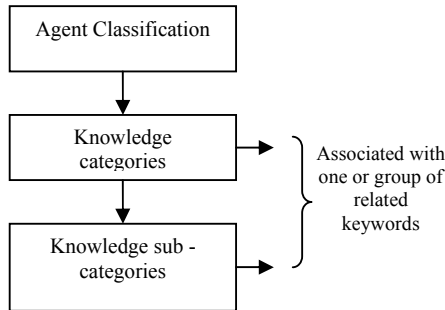 Agent Classification
Knowledge
categories
Associated with
one or group of
related
keywords
Knowledge sub -
categories